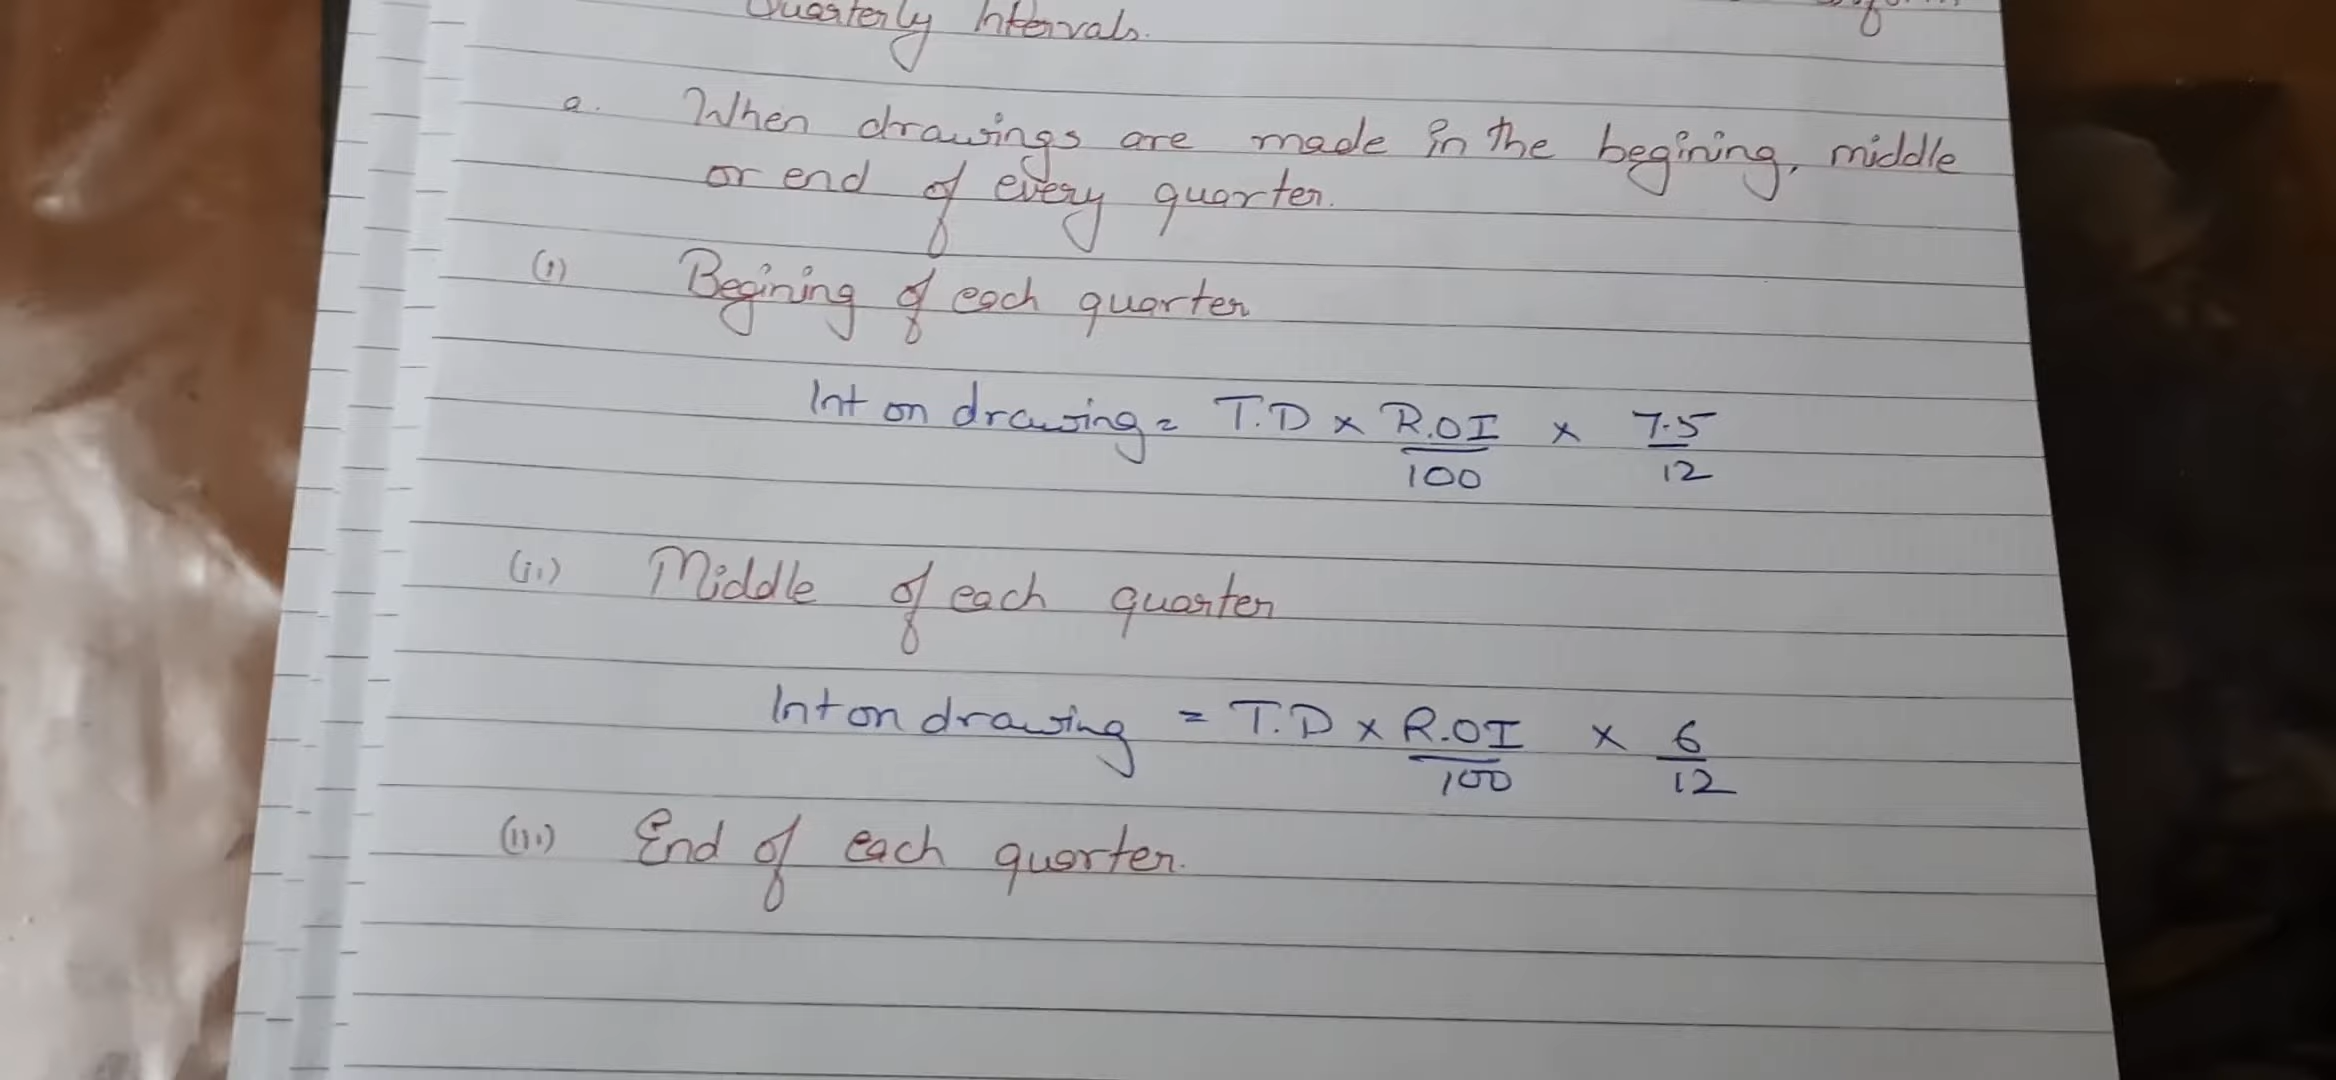 Quarterly Intervals.
a. When drawings are made in the begining, middle
or end of every quarter.
(i) Begining of each quarter
Int on drawing = T.D × R.OI/100 × 7.5/12
(ii) Middle of each quarter
Int on drawing = T.D × R.OI/100 × 6/12
(iii) End of each quarter.